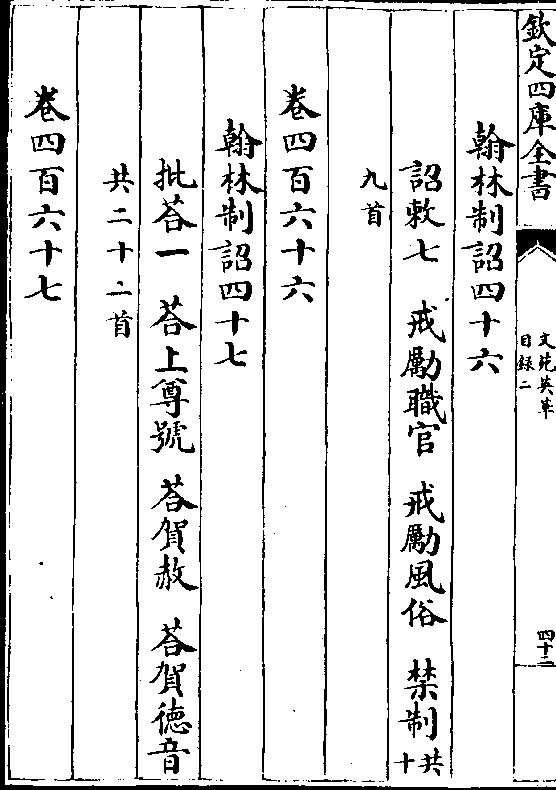 欽定四庫全書
文苑英華
目録二
四十二
翰林制詔四十六
詔敕七　戒勵職官　戒勵風俗　禁制共十
九首
卷四百六十六
翰林制詔四十七
批荅一　荅上尊號　荅賀赦　荅賀徳音
共二十二首
卷四百六十七